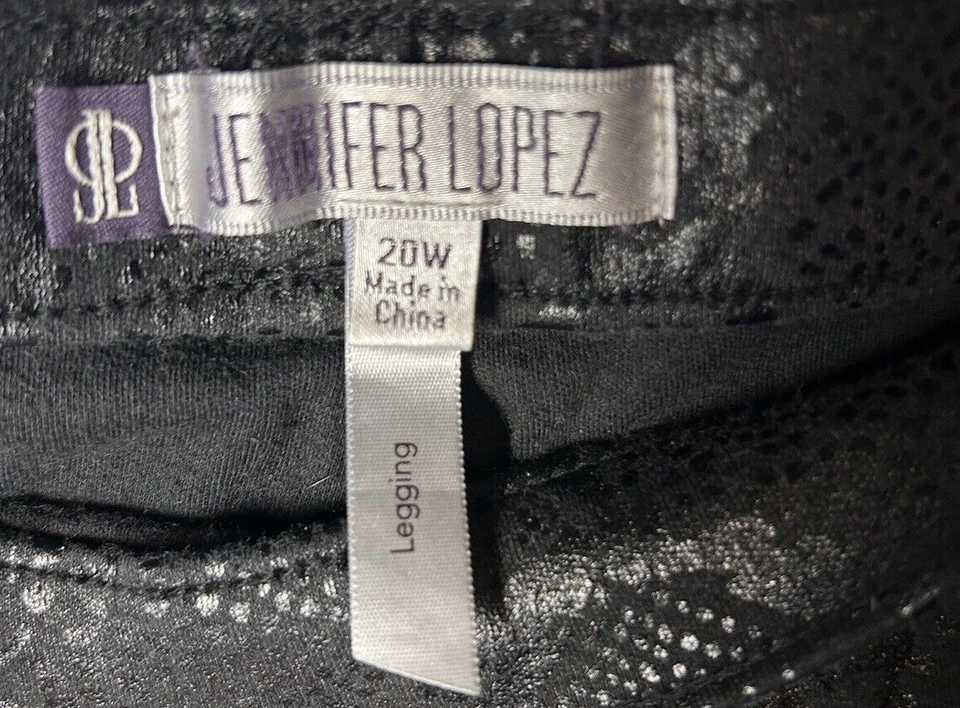 JL
JENNIFER LOPEZ
20W
Made in
China
Legging